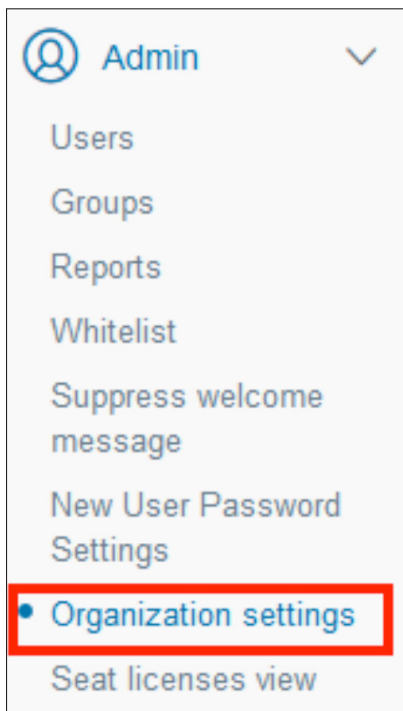 Admin
Users
Groups
Reports
Whitelist
Suppress welcome
message
New User Password
Settings
Organization settings
Seat licenses view